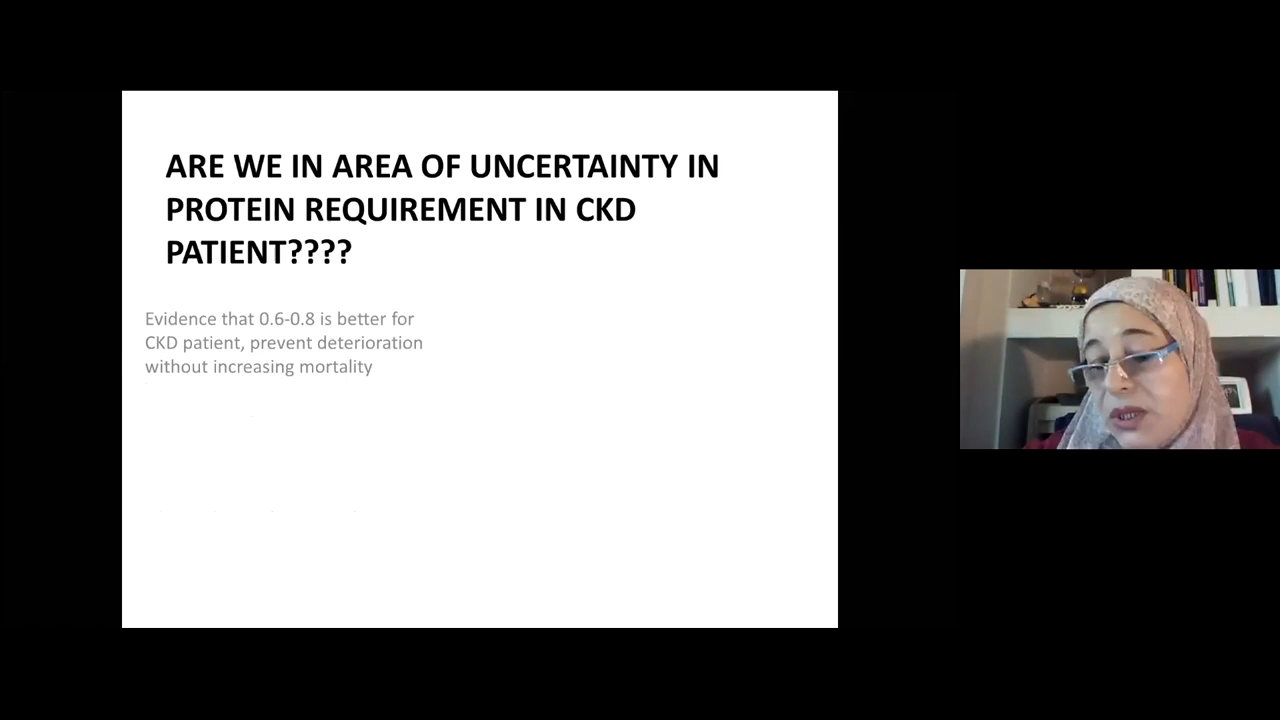 ARE WE IN AREA OF UNCERTAINTY IN
PROTEIN REQUIREMENT IN CKD
PATIENT????
Evidence that 0.6-0.8 is better for
CKD patient, prevent deterioration
without increasing mortality